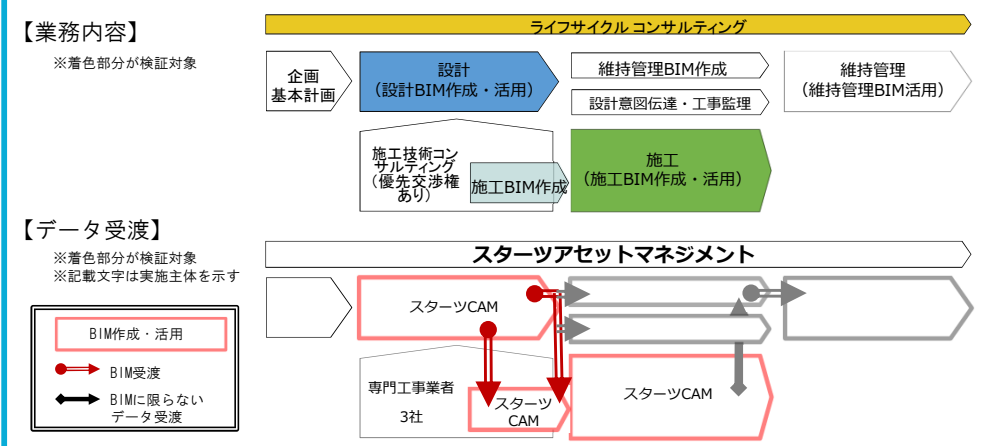 【業務内容】
※着色部分が検証対象
ライフサイクル コンサルティング
企画
基本計画
設計
（設計BIM作成・活用）
維持管理BIM作成
設計意図伝達・工事監理
維持管理
（維持管理BIM活用）
施工技術コン
サルティング
（優先交渉権
あり）
施工BIM作成
施工
（施工BIM作成・活用）
【データ受渡】
※着色部分が検証対象
※記載文字は実施主体を示す
スターツアセットマネジメント
スターツCAM
専門工事業者
3社
スターツ
CAM
スターツCAM
BIM作成・活用
BIM受渡
BIMに限らない
データ受渡